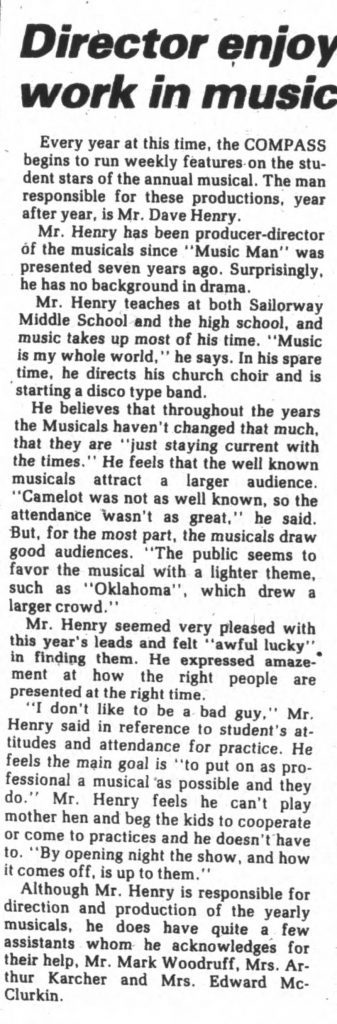 Director enjoy
work in music
Every year at this time, the COMPASS
begins to run weekly features on the stu-
dent stars of the annual musical. The man
responsible for these productions, year
after year, is Mr. Dave Henry.
Mr. Henry has been producer-director
of the musicals since "Music Man" was
presented seven years ago. Surprisingly,
he has no background in drama.
Mr. Henry teaches at both Sailorway
Middle School and the high school, and
music takes up most of his time. "Music
is my whole world," he says. In his spare
time, he directs his church choir and is
starting a disco type band.
He believes that throughout the years
the Musicals haven't changed that much,
that they are "just staying current with
the times." He feels that the well known
musicals attract a larger audience.
"Camelot was not as well known, so the
attendance wasn't as great," he said.
But, for the most part, the musicals draw
good audiences. "The public seems to
favor the musical with a lighter theme,
such as "Oklahoma", which drew a
larger crowd."
Mr. Henry seemed very pleased with
this year's leads and felt "awful lucky"
in finding them. He expressed amaze-
ment at how the right people are
presented at the right time.
"I don't like to be a bad guy," Mr.
Henry said in reference to student's at-
titudes and attendance for practice. He
feels the main goal is "to put on as pro-
fessional a musical as possible and they
do." Mr. Henry feels he can't play
mother hen and beg the kids to cooperate
or come to practices and he doesn't have
to. "By opening night the show, and how
it comes off, is up to them."
Although Mr. Henry is responsible for
direction and production of the yearly
musicals, he does have quite a few
assistants whom he acknowledges for
their help, Mr. Mark Woodruff, Mrs. Ar-
thur Karcher and Mrs. Edward Mc-
Clurkin.